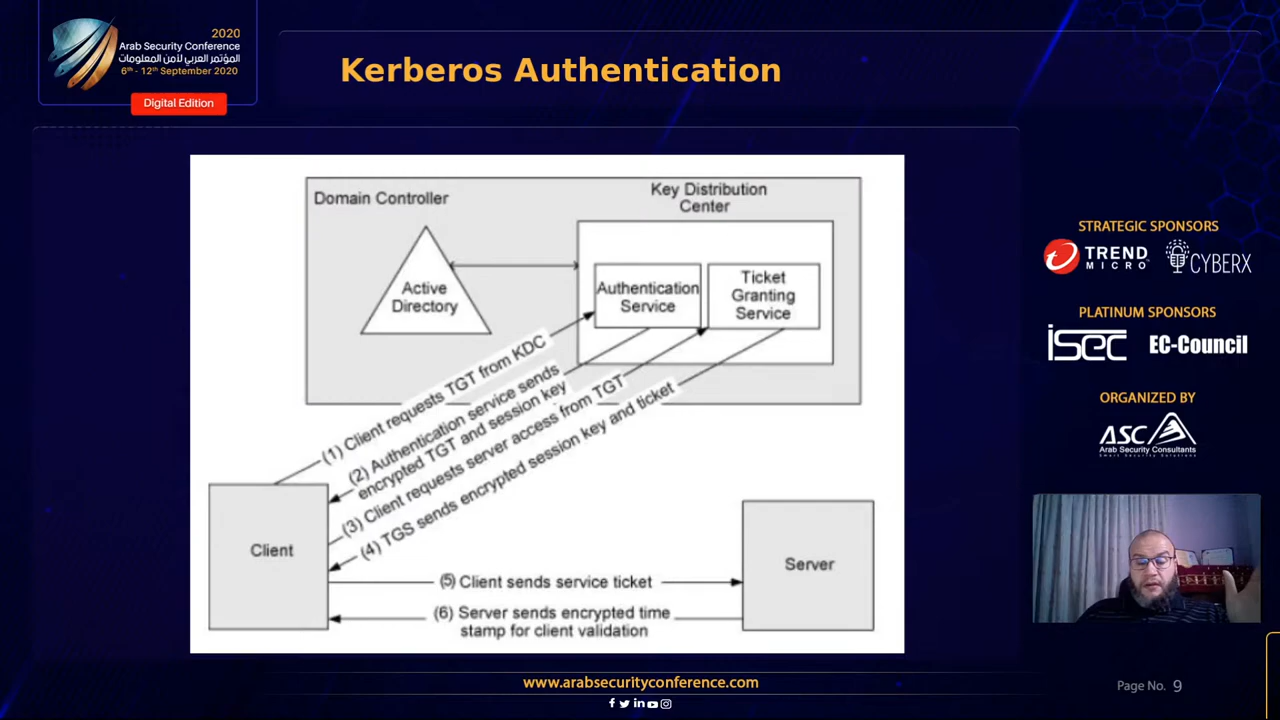 2020
Arab Security Conference
المؤتمر العربي لأمن المعلومات
6th - 12th September 2020
Digital Edition
Kerberos Authentication
Domain Controller
Key Distribution
Center
Active
Directory
Authentication
Service
Ticket
Granting
Service
(1) Client requests TGT from KDC
(2) Authentication service sends
encrypted TGT and session key
(3) Client requests server access from TGT
(4) TGS sends encrypted session key and ticket
Client
Server
(5) Client sends service ticket
(6) Server sends encrypted time
stamp for client validation
STRATEGIC SPONSORS
TREND
MICRO
CYBERX
PLATINUM SPONSORS
isec
EC-Council
ORGANIZED BY
ASC
Arab Security Consultants
Smart Security Solutions
www.arabsecurityconference.com
Page No. 9